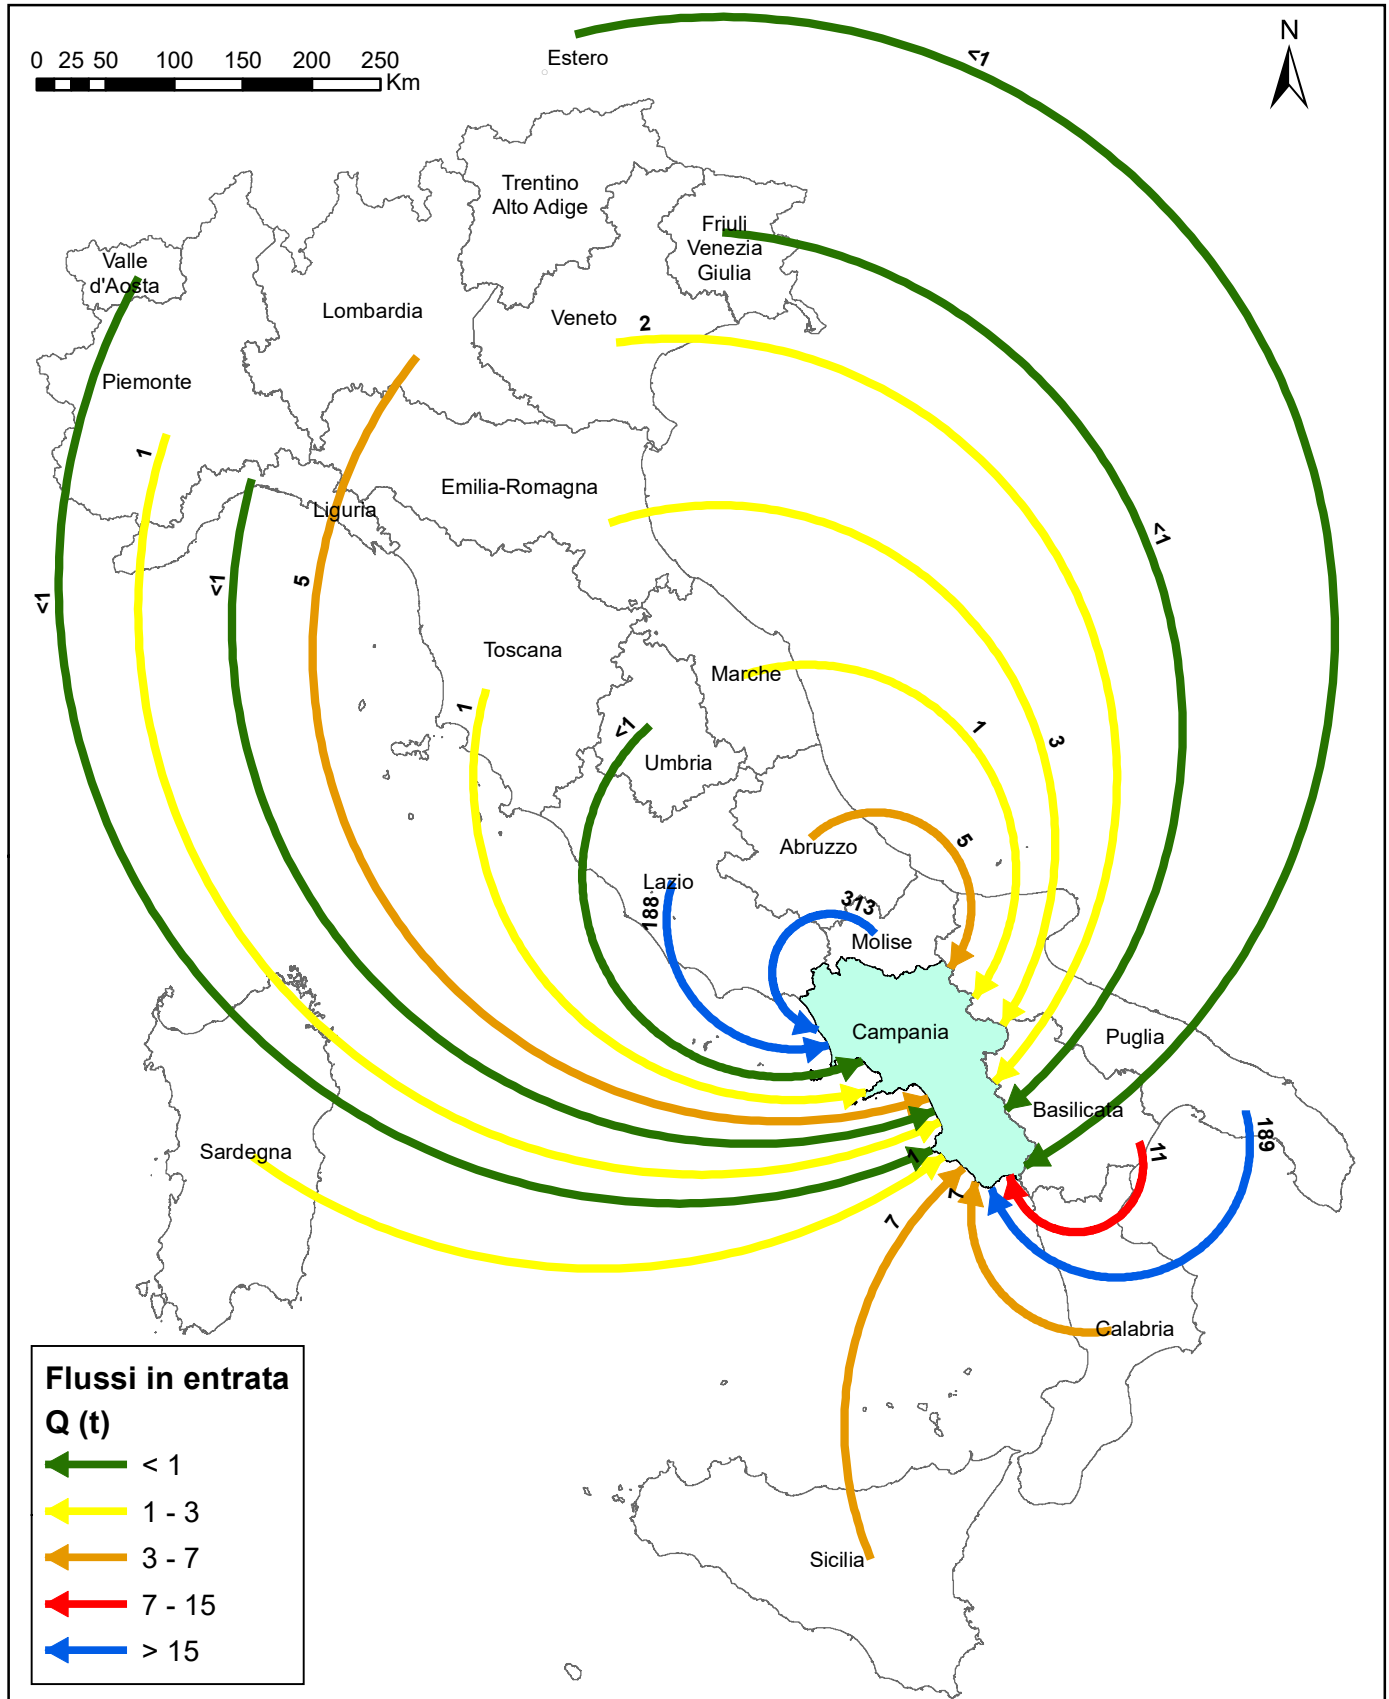 0 25 50 100 150 200 250
Km
Estero
<1
N
Trentino
Alto Adige
Friuli
Venezia
Giulia
Valle
d'Aosta
Lombardia
Veneto
2
Piemonte
1
Emilia-Romagna
Liguria
<1
<1
5
<1
Toscana
Marche
1
<1
1
3
Umbria
5
Abruzzo
Lazio
188
313
Molise
Campania
Puglia
Basilicata
189
11
Sardegna
1
7
7
Calabria
Sicilia
Flussi in entrata
Q (t)
< 1
1 - 3
3 - 7
7 - 15
> 15